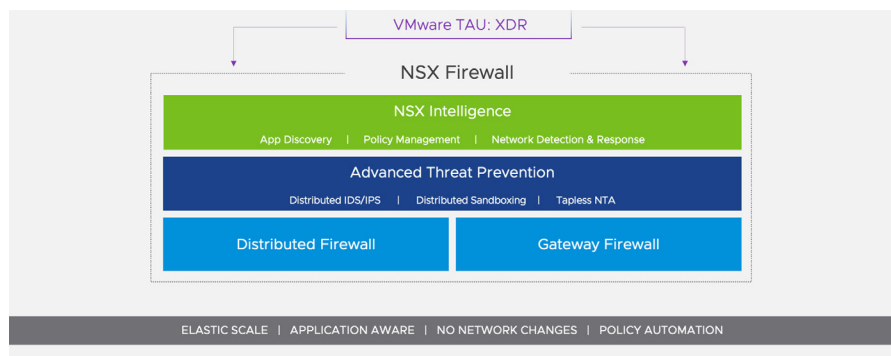 VMware TAU: XDR
NSX Firewall
NSX Intelligence
App Discovery | Policy Management | Network Detection & Response
Advanced Threat Prevention
Distributed IDS/IPS | Distributed Sandboxing | Tapless NTA
Distributed Firewall
Gateway Firewall
ELASTIC SCALE | APPLICATION AWARE | NO NETWORK CHANGES | POLICY AUTOMATION